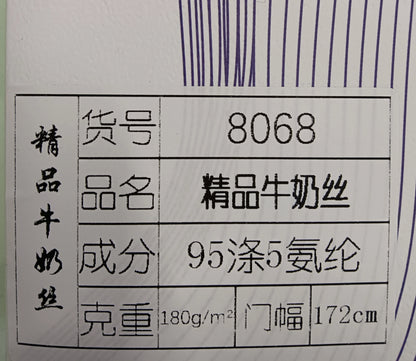 精品牛奶丝
货号 8068
品名 精品牛奶丝
成分 95涤5氨纶
克重 180g/m² 门幅 172cm